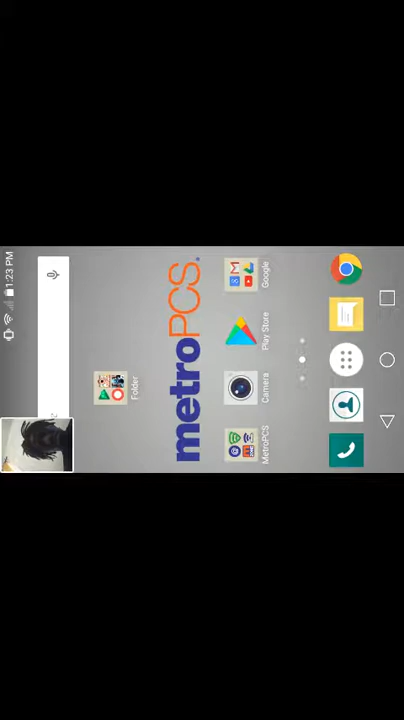 1:23 PM
Folder
metroPCS.
MetroPCS
Camera
Play Store
Google